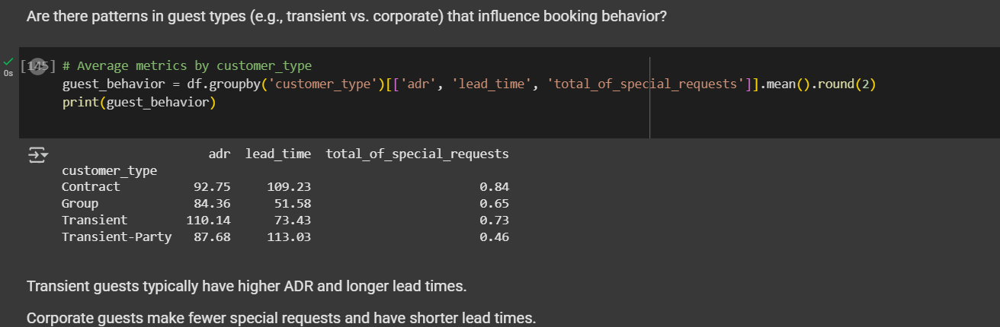 Are there patterns in guest types (e.g., transient vs. corporate) that influence booking behavior?
[145] # Average metrics by customer_type
0s guest_behavior = df.groupby('customer_type')[['adr', 'lead_time', 'total_of_special_requests']].mean().round(2)
print(guest_behavior)
adr lead_time total_of_special_requests
customer_type
Contract 92.75 109.23 0.84
Group 84.36 51.58 0.65
Transient 110.14 73.43 0.73
Transient-Party 87.68 113.03 0.46
Transient guests typically have higher ADR and longer lead times.
Corporate guests make fewer special requests and have shorter lead times.